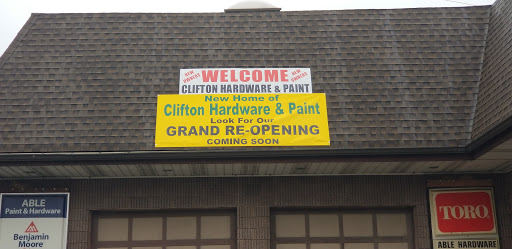 NEW OWNERS WELCOME NEW OWNERS
CLIFTON HARDWARE & PAINT
New Home of
Clifton Hardware & Paint
Look For Our
GRAND RE-OPENING
COMING SOON
ABLE
Paint & Hardware
Benjamin
Moore
TORO
ABLE HARDWARE